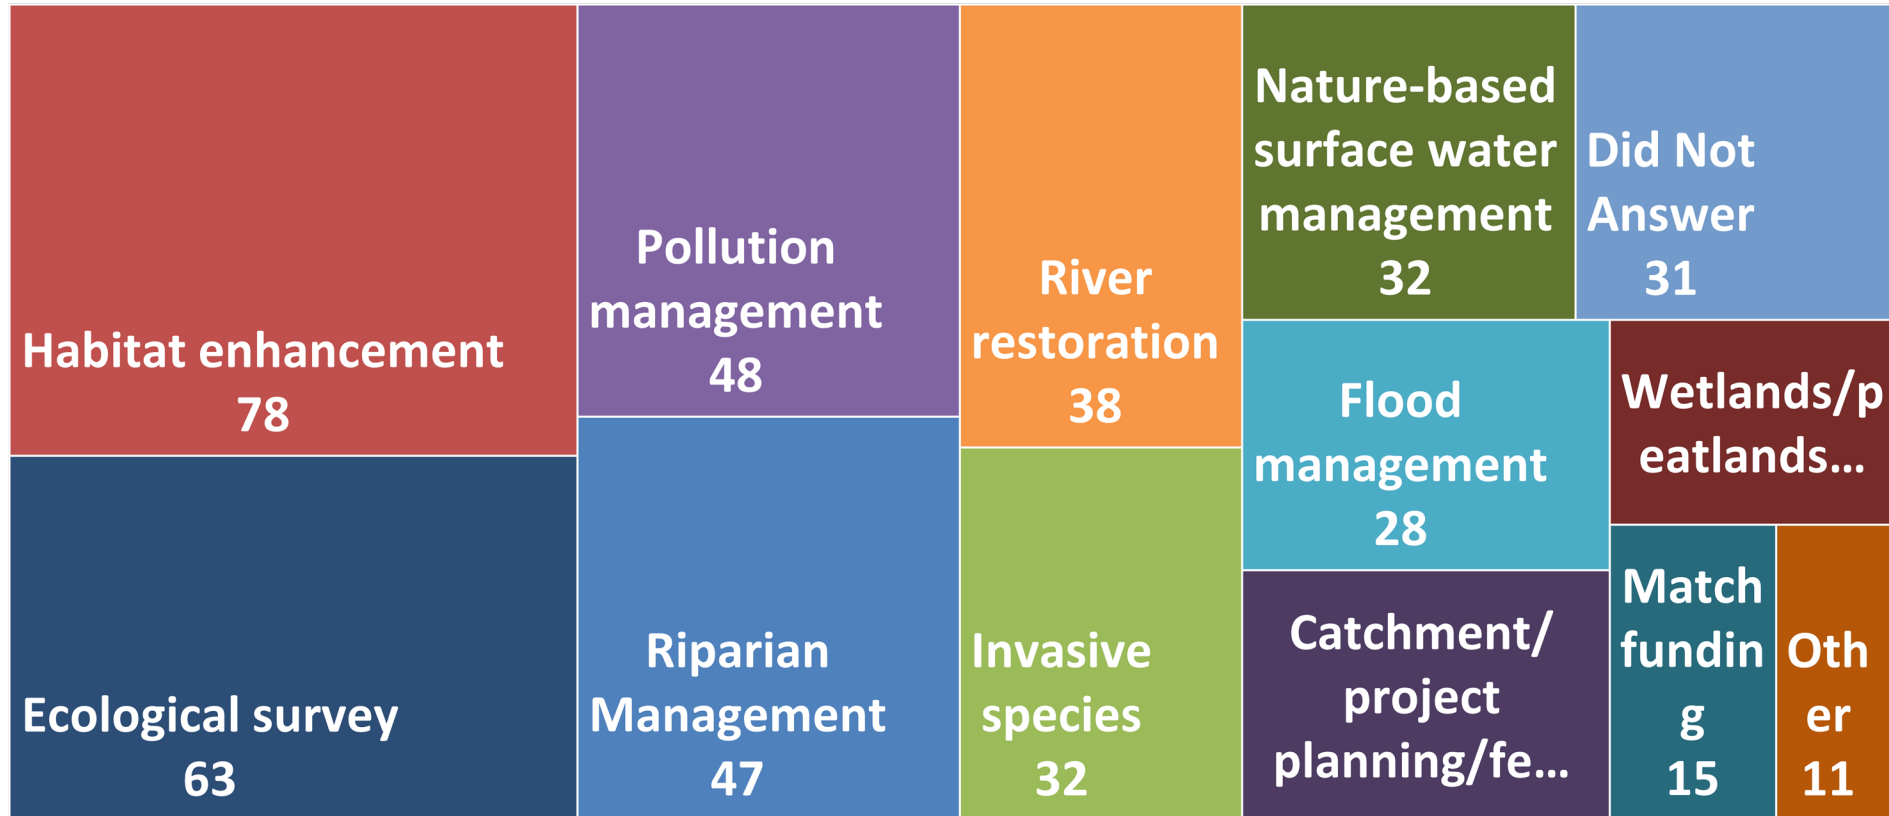 Habitat enhancement
78
Ecological survey
63
Pollution
management
48
Riparian
Management
47
River
restoration
38
Invasive
species
32
Nature-based
surface water
management
32
Did Not
Answer
31
Flood
management
28
Catchment/
project
planning/fe...
Wetlands/p
eatlands...
Match
fundin
g
15
Oth
er
11